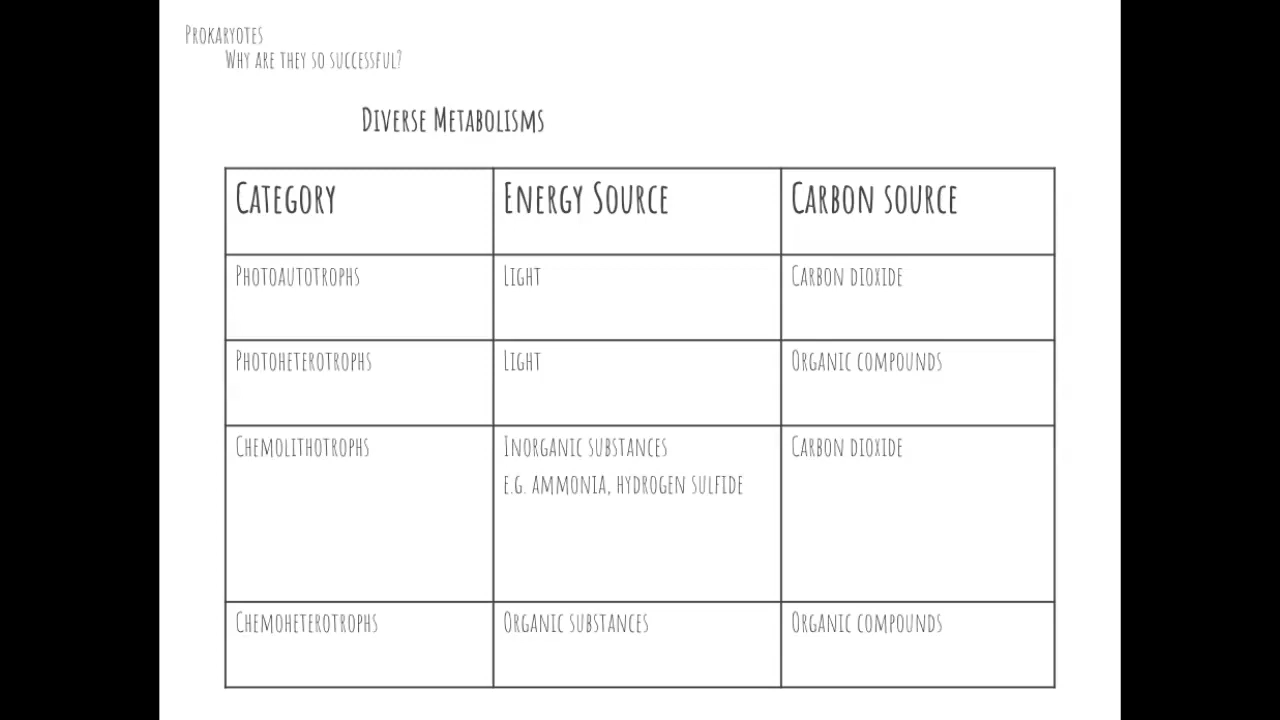 Prokaryotes
Why are they so successful?
Diverse Metabolisms
Category Energy Source Carbon source
Photoautotrophs Light Carbon dioxide
Photoheterotrophs Light Organic compounds
Chemolithotrophs Inorganic substances Carbon dioxide
e.g. ammonia, hydrogen sulfide
Chemoheterotrophs Organic substances Organic compounds